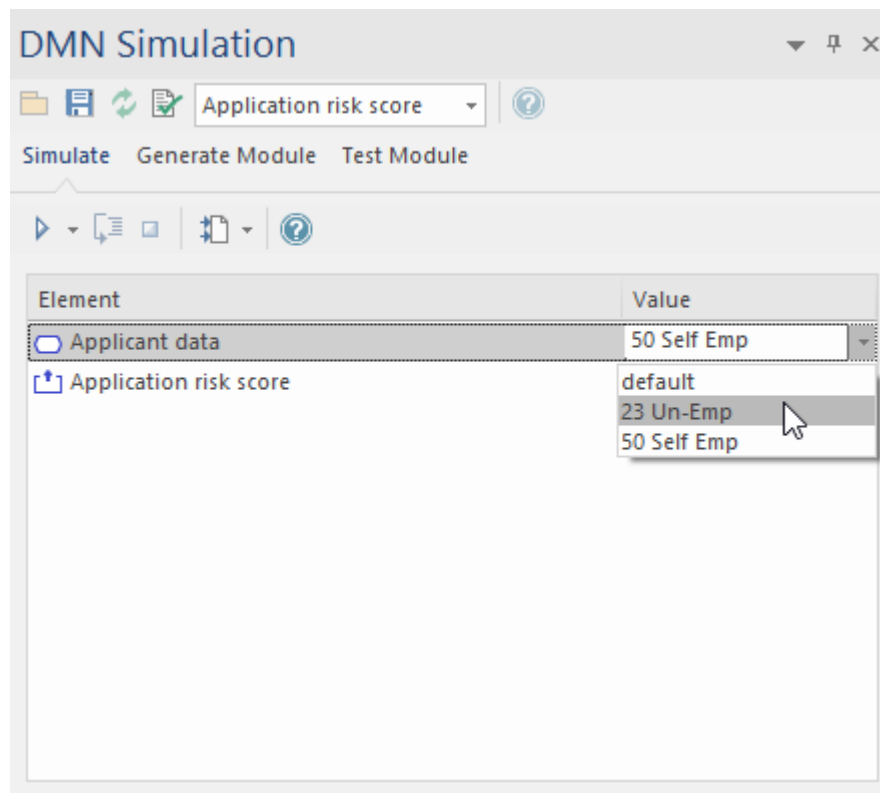 DMN Simulation
Application risk score
Simulate Generate Module Test Module
Element Value
Applicant data 50 Self Emp
Application risk score default
23 Un-Emp
50 Self Emp